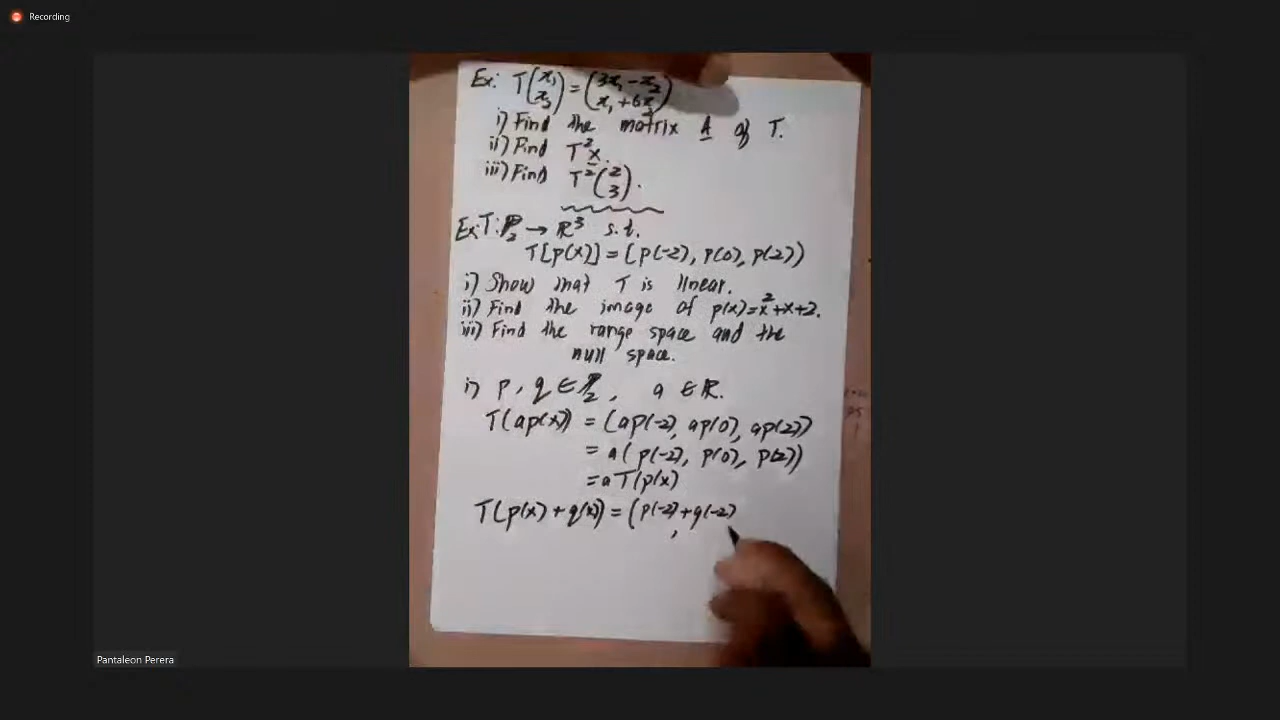 Recording
Ex: T(x₁ x₂) = (3x₁ - x₂ x₁ + 6x₂)
i) Find the matrix A of T.
ii) Find T²x.
iii) Find T²(2 3).
Ex: T: P₂ → R³ s.t.
T[p(x)] = (p(-2), p(0), p(2))
i) Show that T is linear.
ii) Find the image of p(x)=x²+x+2.
iii) Find the range space and the
null space.
i) p, q ∈ P₂, a ∈ R.
T(ap(x)) = (ap(-2), ap(0), ap(2))
= a(p(-2), p(0), p(2))
= aT(p(x)
T(p(x) + q(x)) = (p(-2)+q(-2)
,
Pantaleon Perera